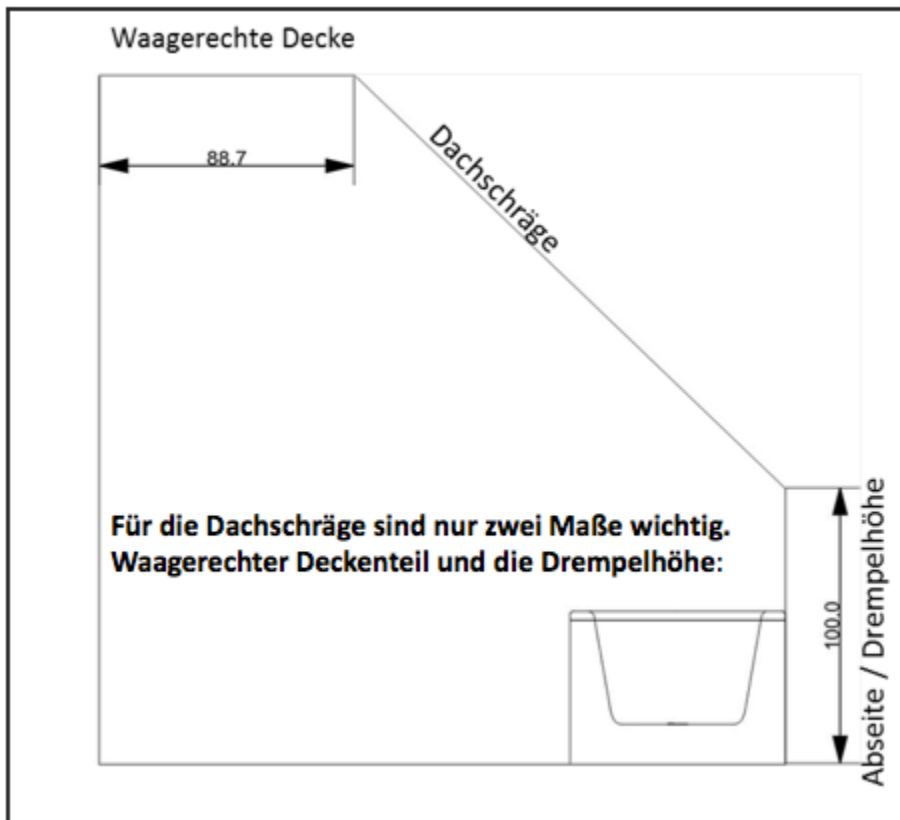 Waagerechte Decke
88.7
Dachschräge
Für die Dachschräge sind nur zwei Maße wichtig.
Waagerechter Deckenteil und die Drempelhöhe:
100.0
Abseite / Drempelhöhe